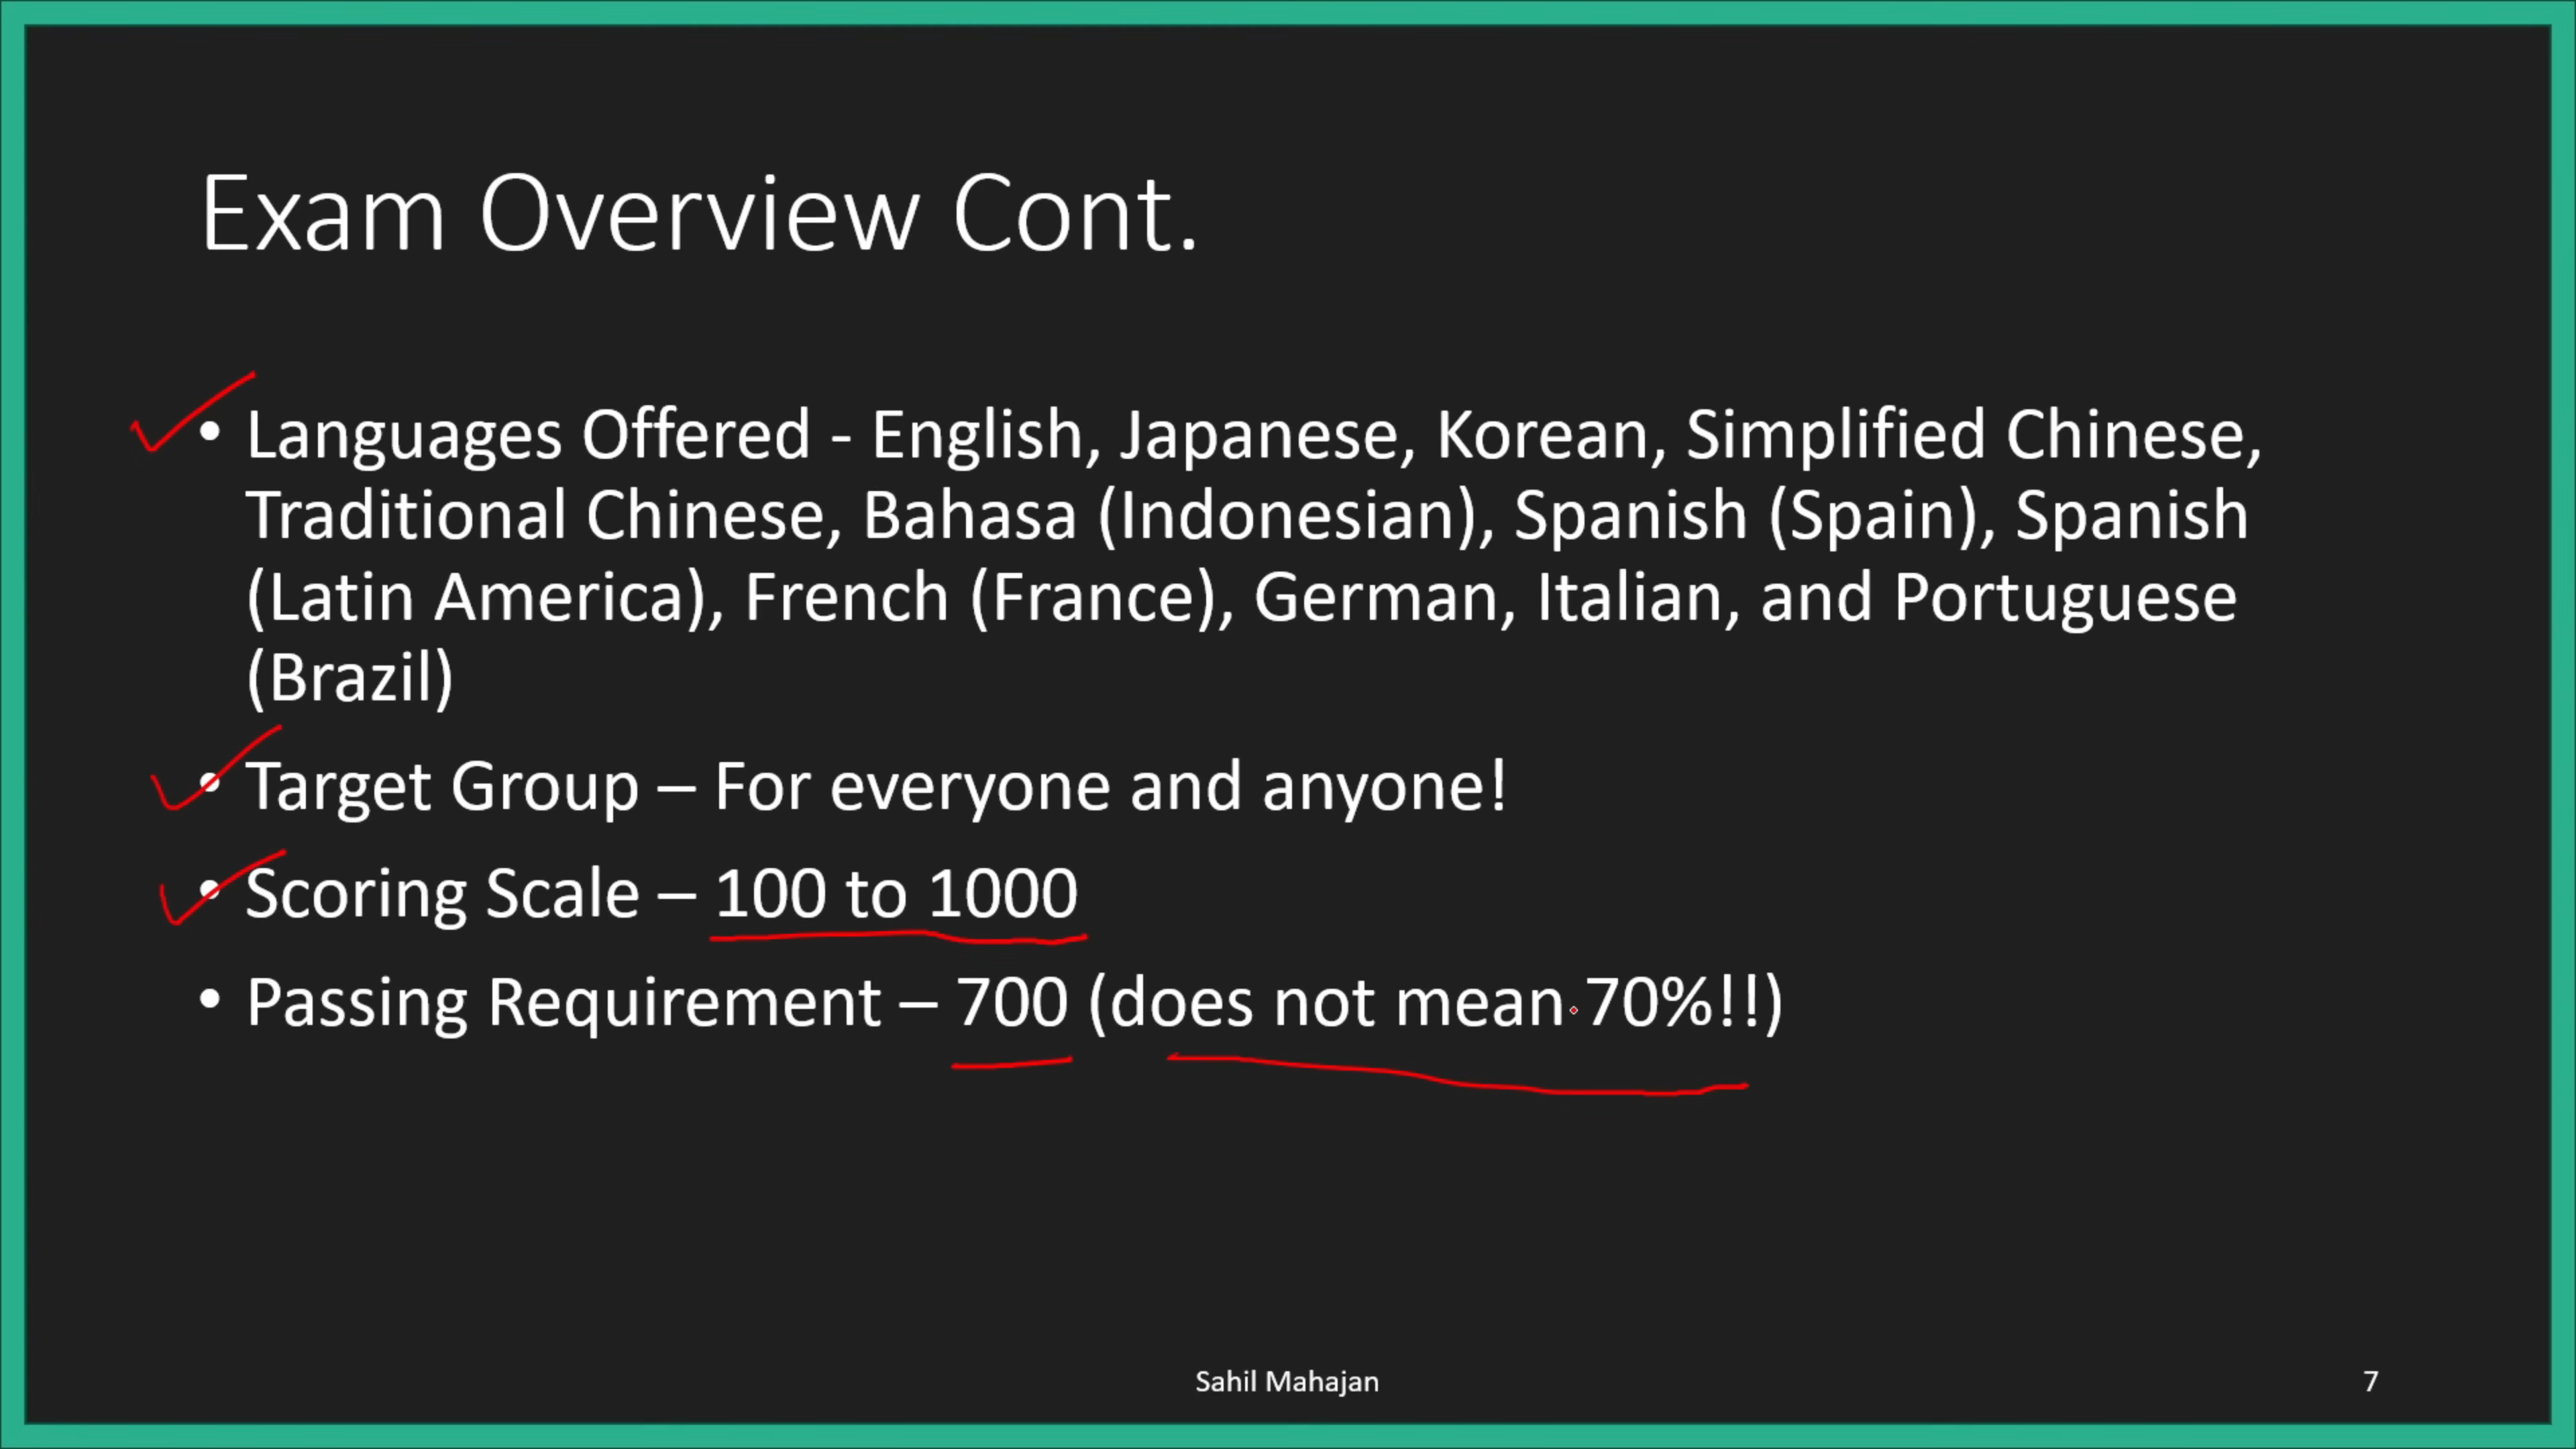 Exam Overview Cont.
• Languages Offered - English, Japanese, Korean, Simplified Chinese,
Traditional Chinese, Bahasa (Indonesian), Spanish (Spain), Spanish
(Latin America), French (France), German, Italian, and Portuguese
(Brazil)
• Target Group – For everyone and anyone!
• Scoring Scale – 100 to 1000
• Passing Requirement – 700 (does not mean 70%!!)
Sahil Mahajan
7